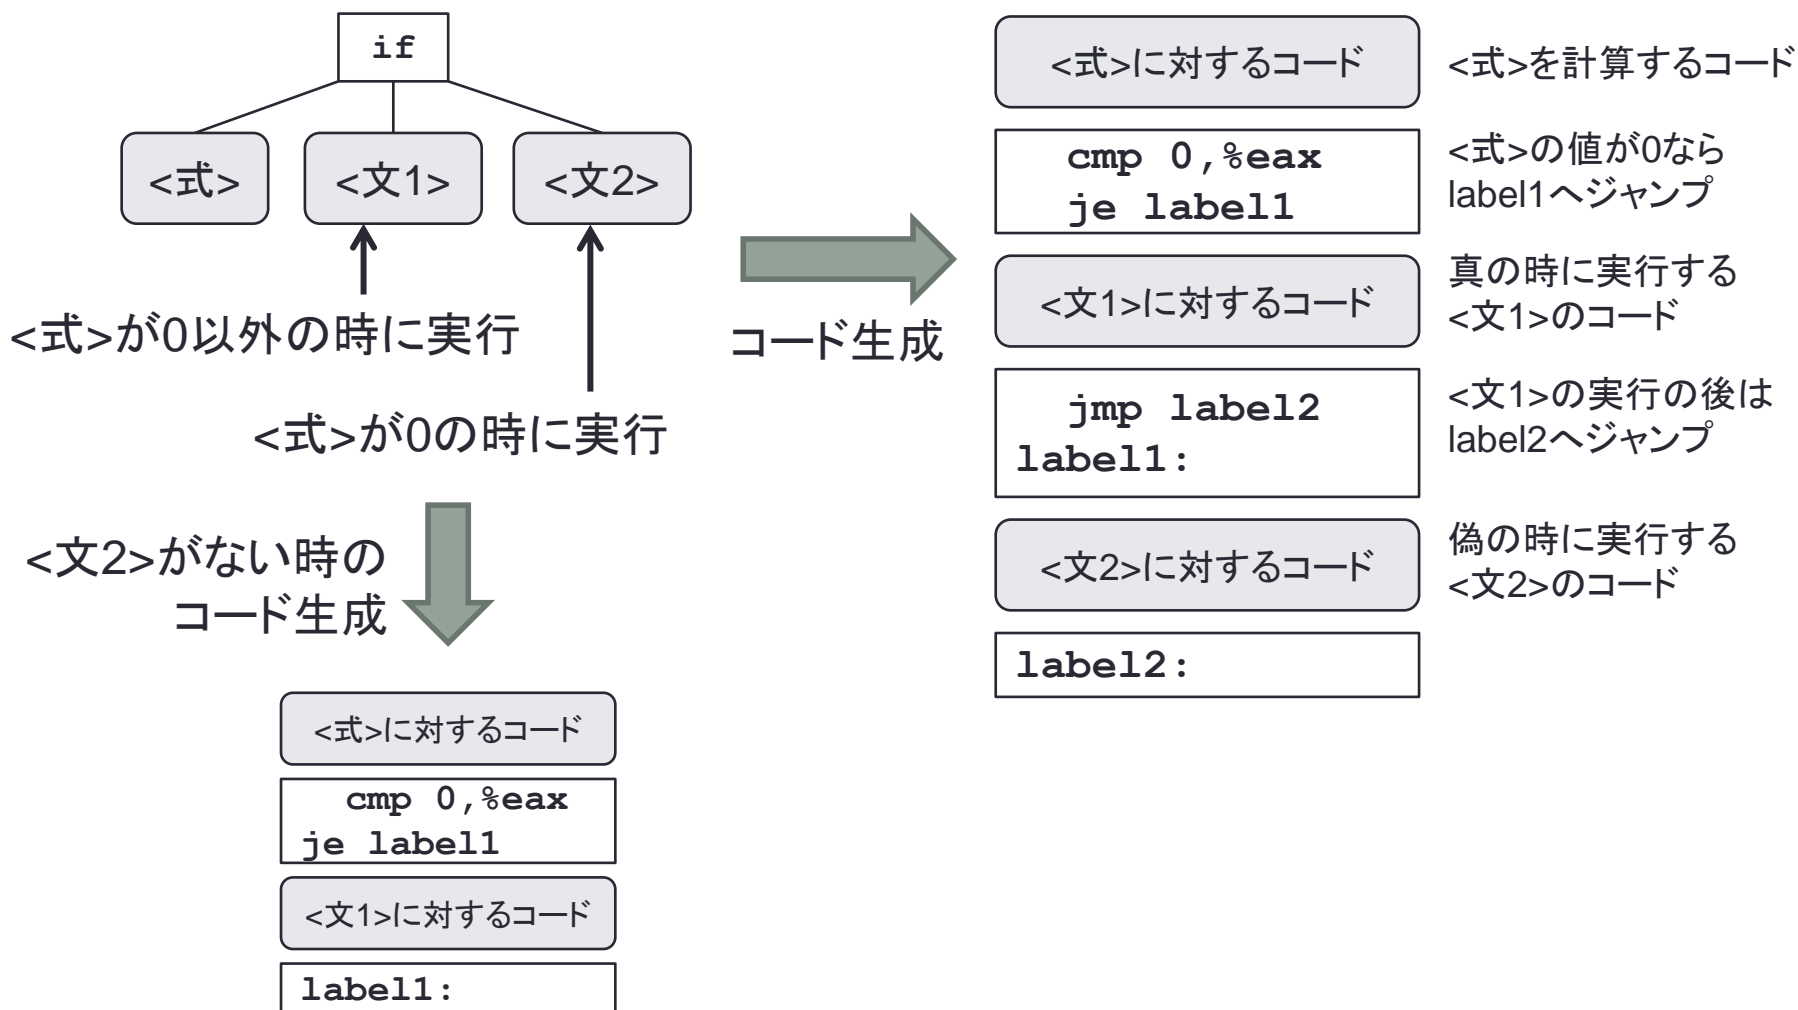 if
<式>
<文1>
<文2>
<式>が0以外の時に実行
<式>が0の時に実行
<文2>がない時の
コード生成
<式>に対するコード
cmp 0,%eax
je label1
<文1>に対するコード
label1:
コード生成
<式>に対するコード
<式>を計算するコード
cmp 0,%eax
je label1
<式>の値が0なら
label1へジャンプ
<文1>に対するコード
真の時に実行する
<文1>のコード
jmp label2
label1:
<文1>の実行の後は
label2へジャンプ
<文2>に対するコード
偽の時に実行する
<文2>のコード
label2: